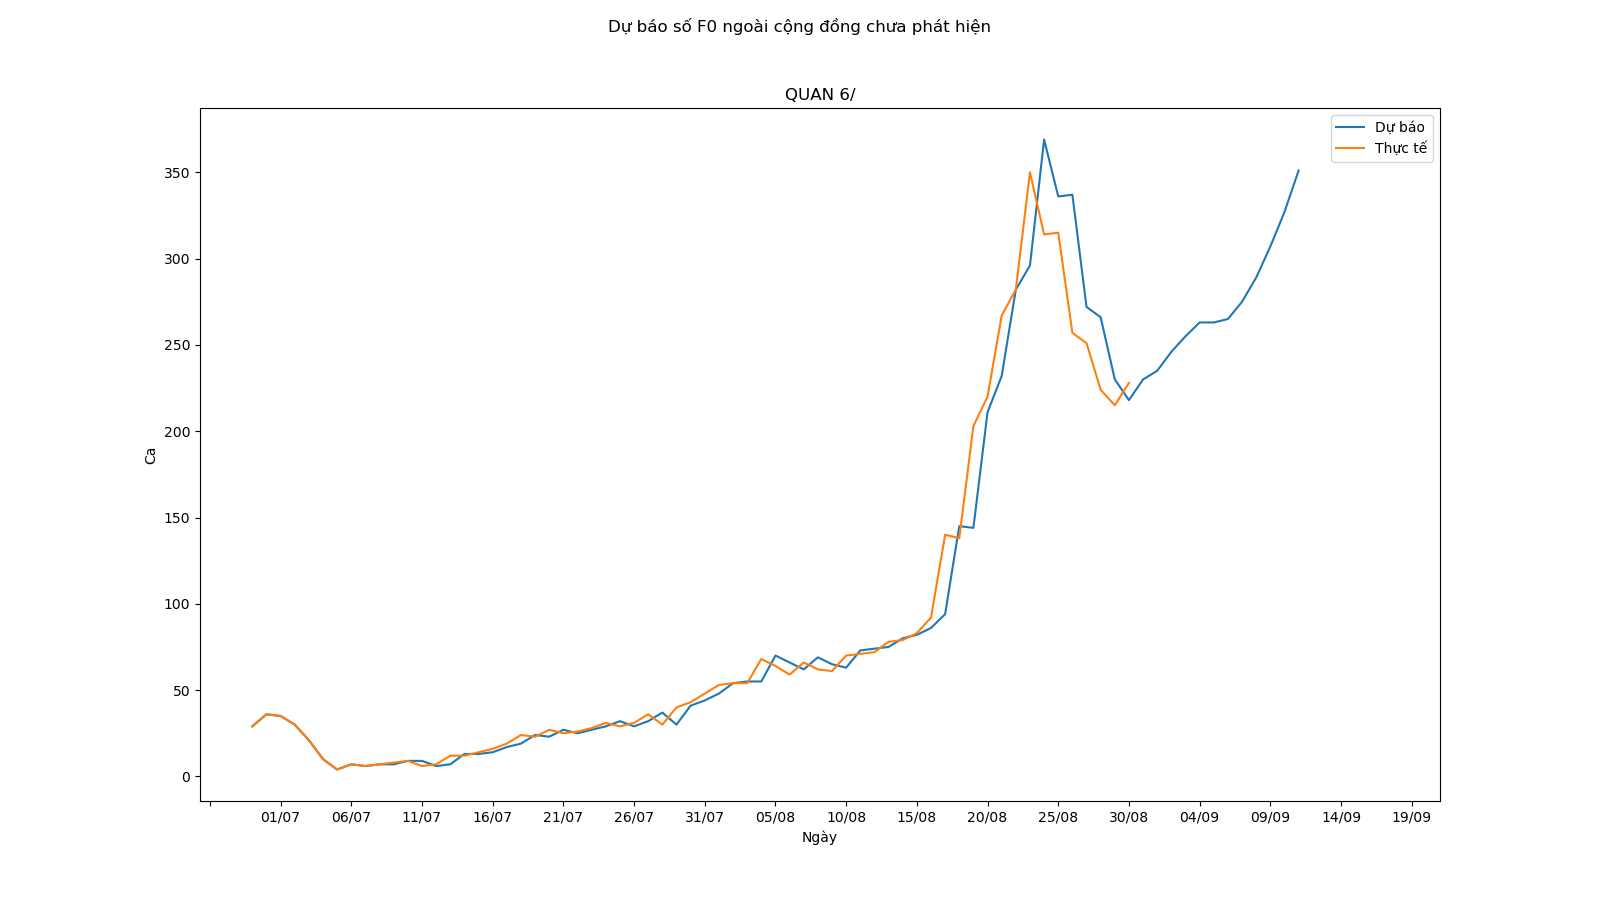 Dự báo số F0 ngoài cộng đồng chưa phát hiện
QUAN 6/
Dự báo
Thực tế
350
300
250
200
150
100
50
0
Ca
01/07 06/07 11/07 16/07 21/07 26/07 31/07 05/08 10/08 15/08 20/08 25/08 30/08 04/09 09/09 14/09 19/09
Ngày